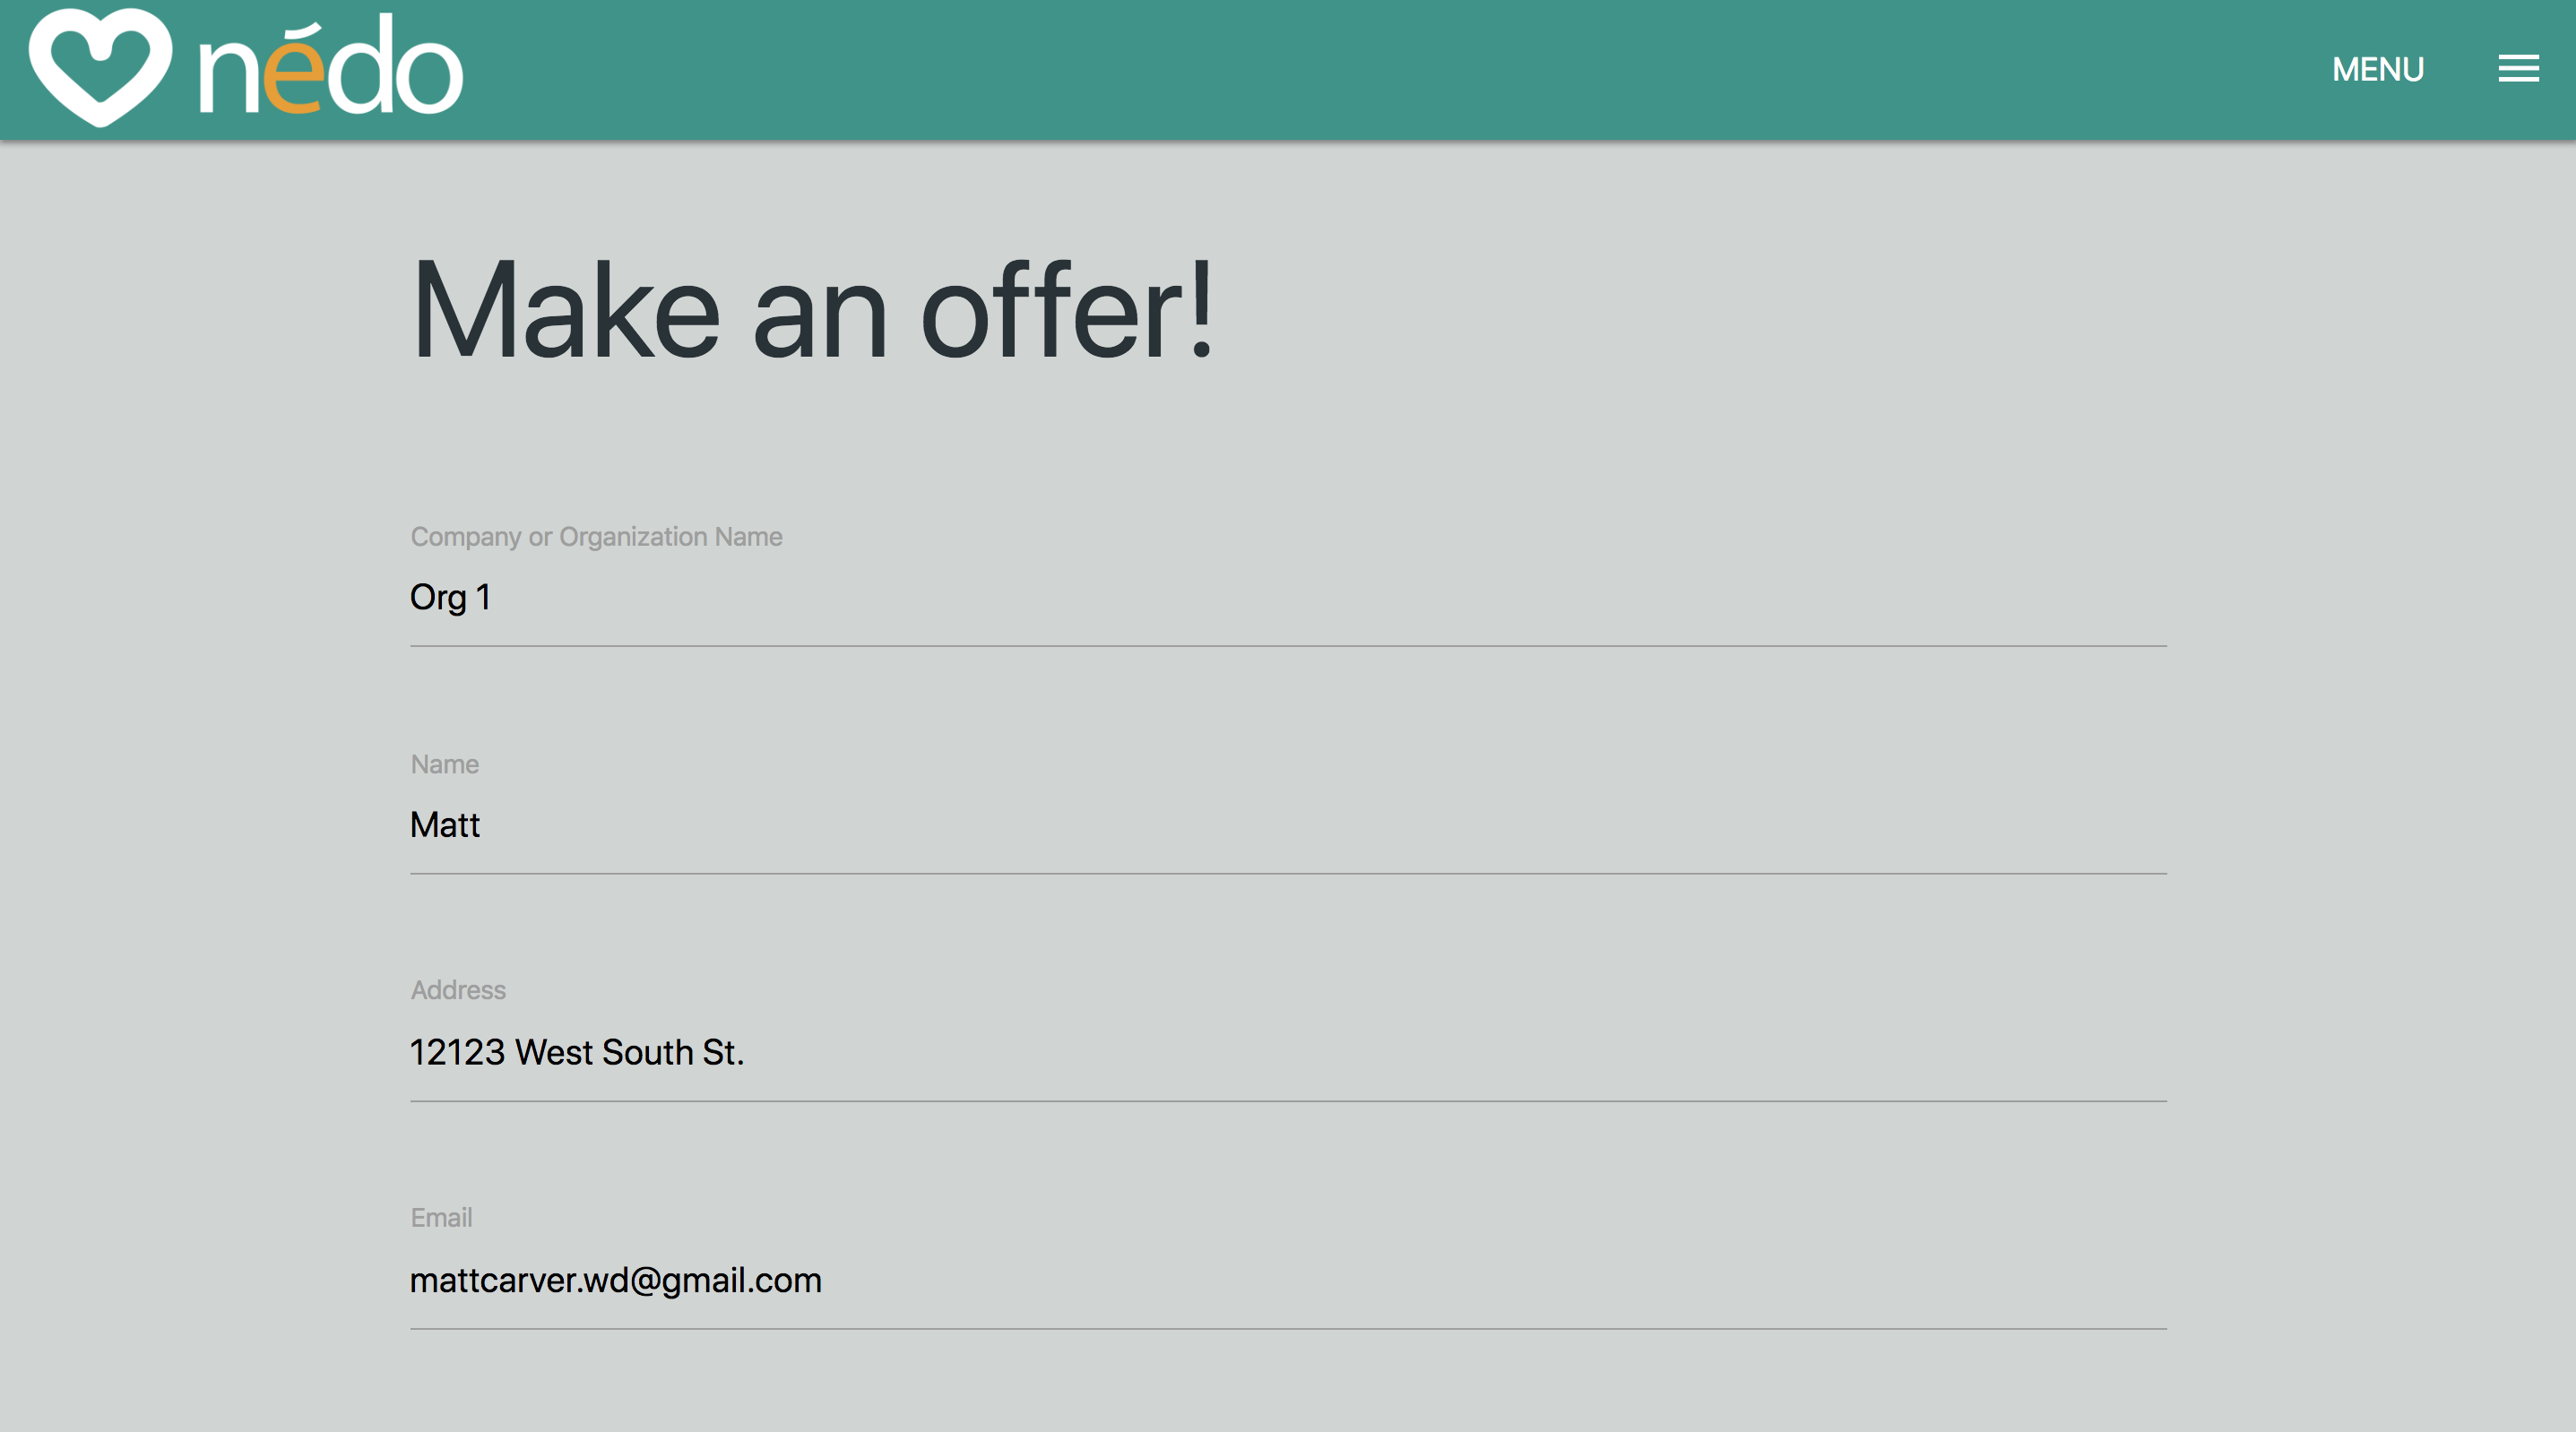 nédo
MENU
Make an offer!
Company or Organization Name
Org 1
Name
Matt
Address
12123 West South St.
Email
mattcarver.wd@gmail.com